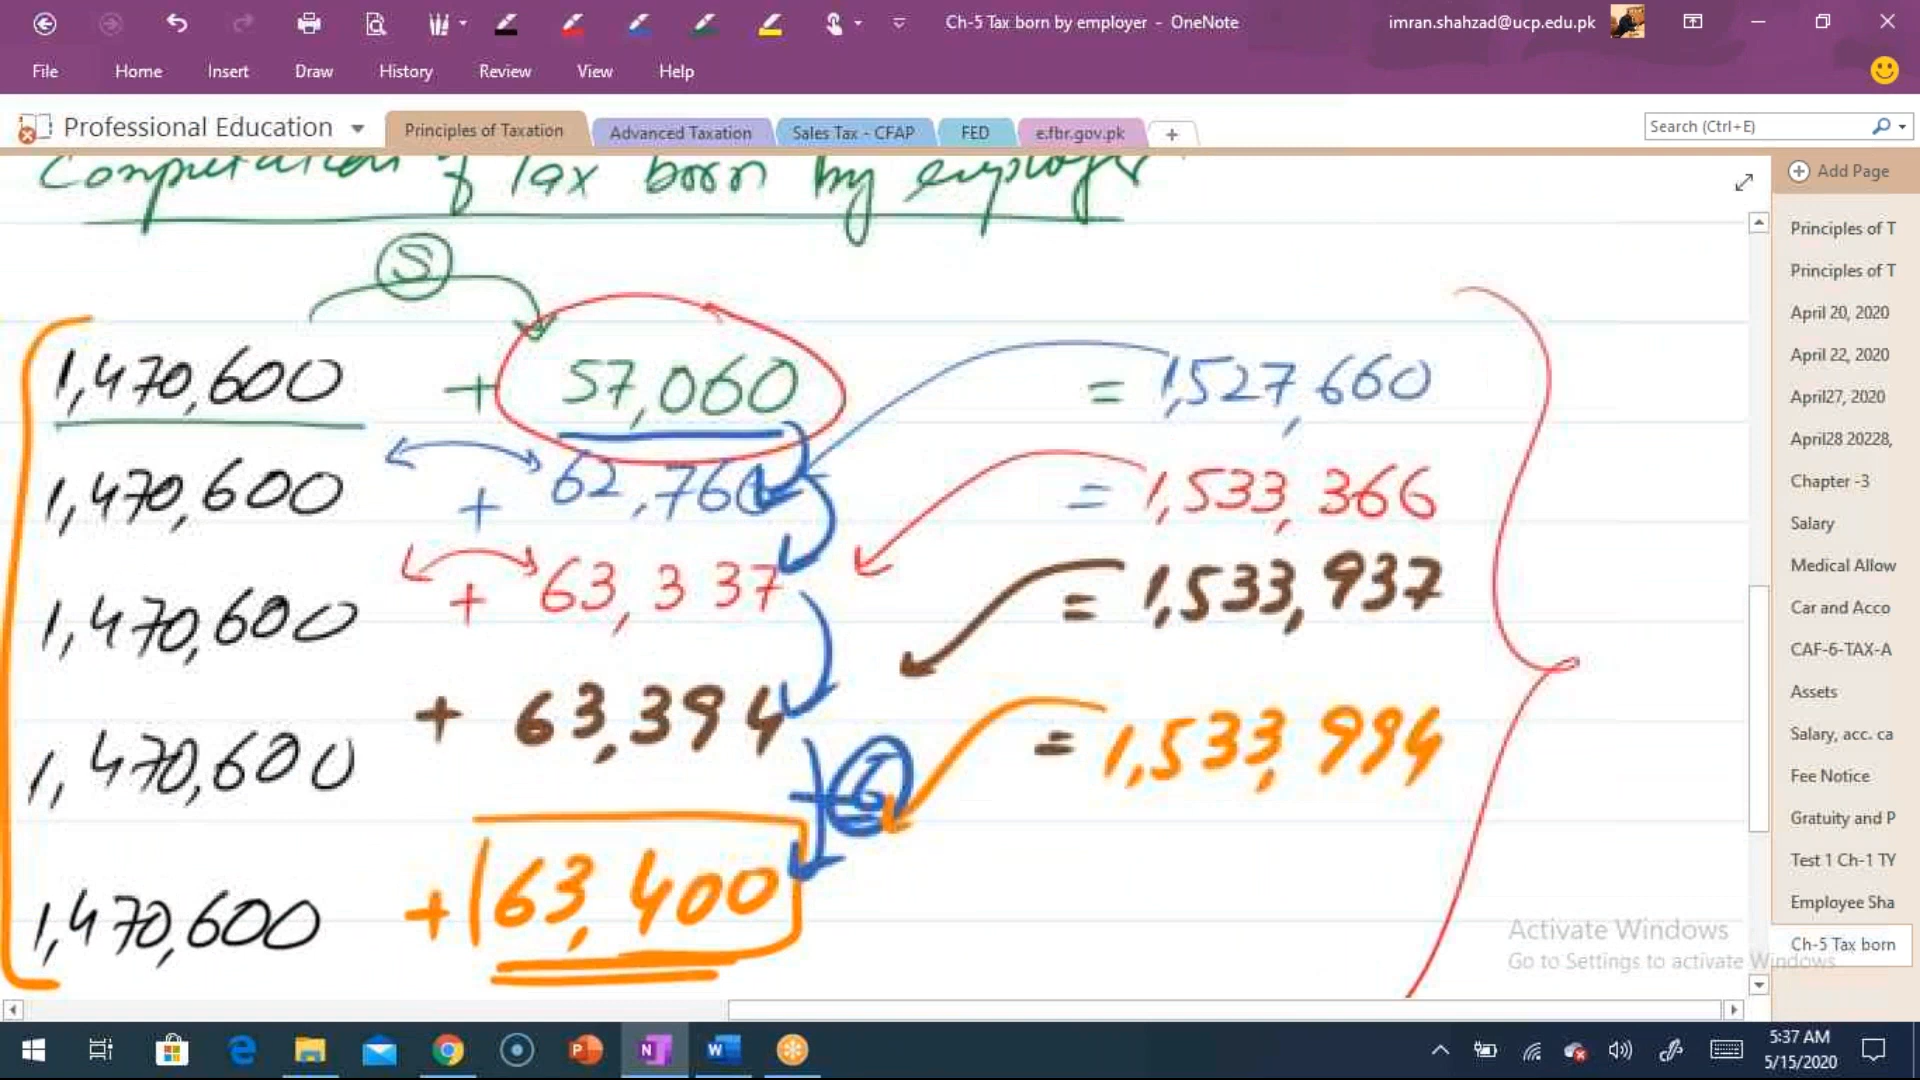 Ch-5 Tax born by employer - OneNote
imran.shahzad@ucp.edu.pk
File Home Insert Draw History Review View Help
Professional Education
Principles of Taxation Advanced Taxation Sales Tax - CFAP FED e.fbr.gov.pk +
Search (Ctrl+E)
Computation of Tax born by employer
S
1,470,600 + 57,060 = 1,527,660
1,470,600 + 62,766 = 1,533,366
1,470,600 + 63,337 = 1,533,937
1,470,600 + 63,394 = 1,533,994
1,470,600 + 63,400
Add Page
Principles of T
Principles of T
April 20, 2020
April 22, 2020
April27, 2020
April28 20228,
Chapter -3
Salary
Medical Allow
Car and Acco
CAF-6-TAX-A
Assets
Salary, acc. ca
Fee Notice
Gratuity and P
Test 1 Ch-1 TY
Employee Sha
Ch-5 Tax born
Activate Windows
Go to Settings to activate Windows.
5:37 AM
5/15/2020